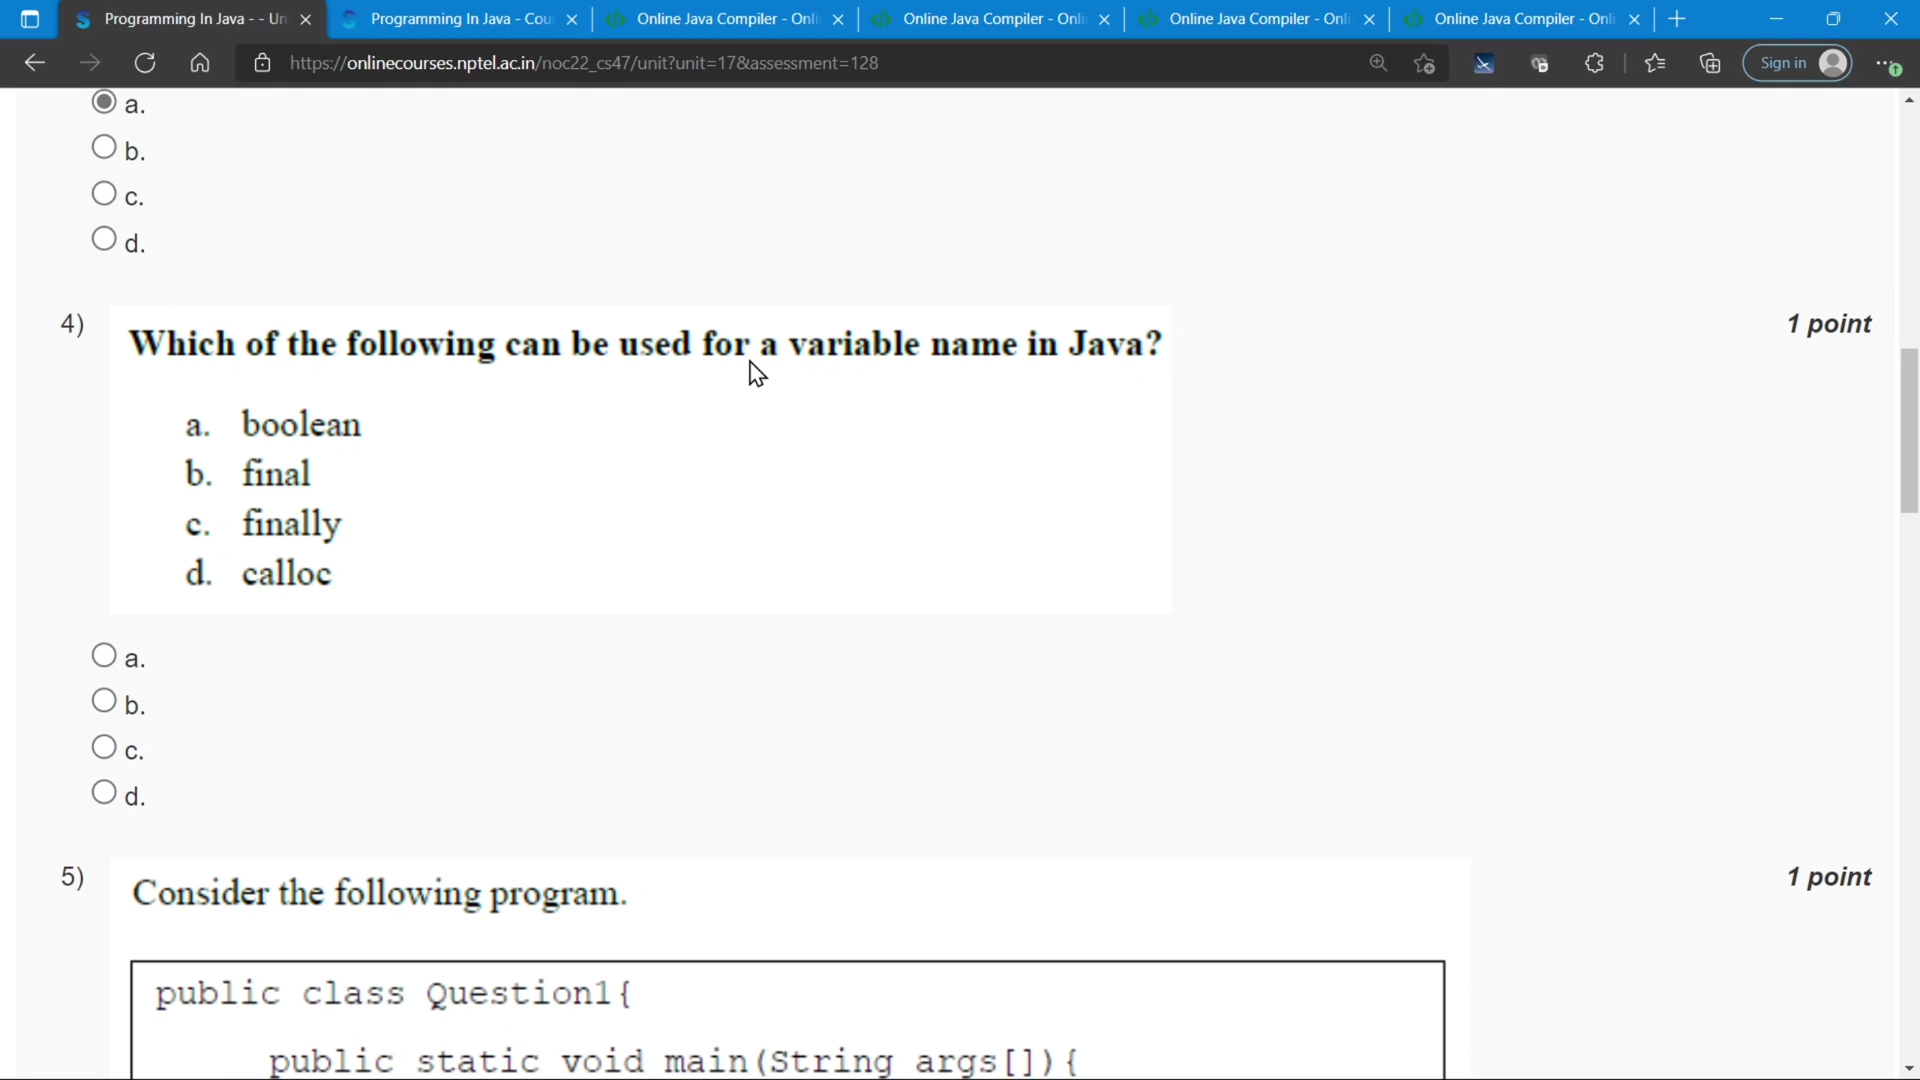 Programming In Java - - Un
Programming In Java - Cou
Online Java Compiler - Onli
Online Java Compiler - Onli
Online Java Compiler - Onli
Online Java Compiler - Onli
https://onlinecourses.nptel.ac.in/noc22_cs47/unit?unit=17&assessment=128
Sign in
a.
b.
c.
d.
4)
Which of the following can be used for a variable name in Java?
1 point
a. boolean
b. final
c. finally
d. calloc
a.
b.
c.
d.
5)
Consider the following program.
1 point
public class Question1{
public static void main(String args[]){